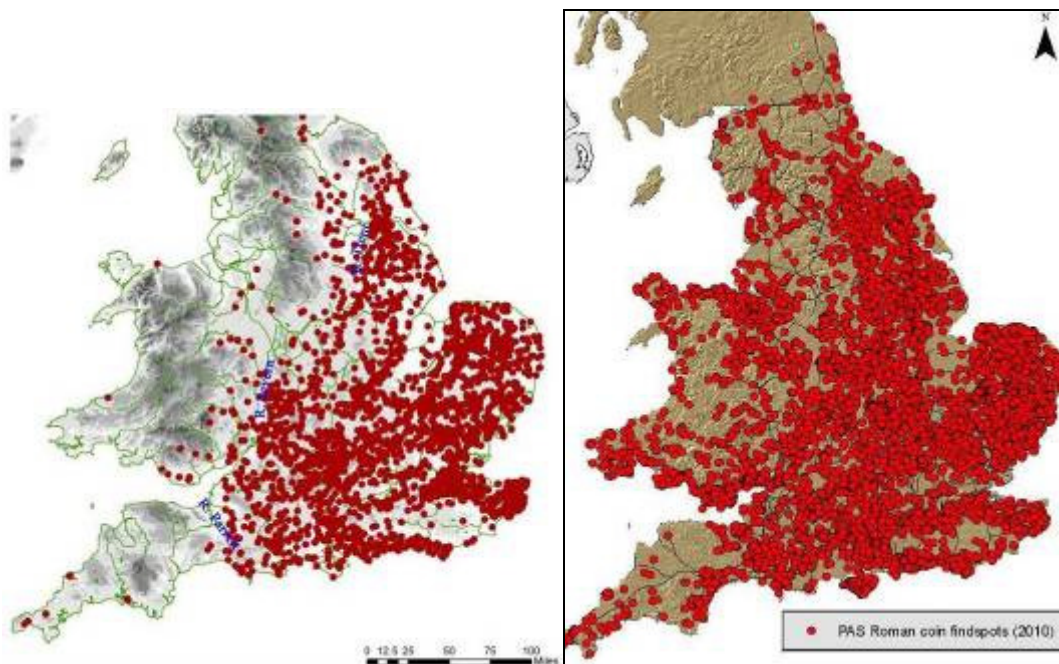 N
R. Severn
R. Parrett
0 12.5 25 50 75 100
Miles
PAS Roman coin findspots (2010)